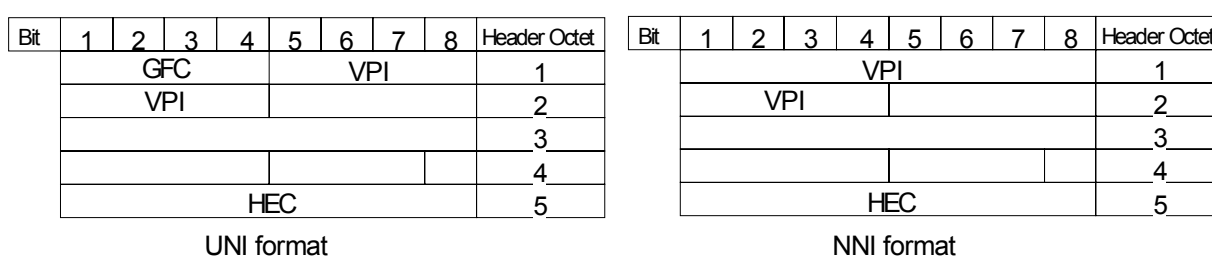 Bit 1 2 3 4 5 6 7 8 Header Octet
GFC VPI 1
VPI 2
3
4
HEC 5
UNI format
Bit 1 2 3 4 5 6 7 8 Header Octet
VPI 1
VPI 2
3
4
HEC 5
NNI format